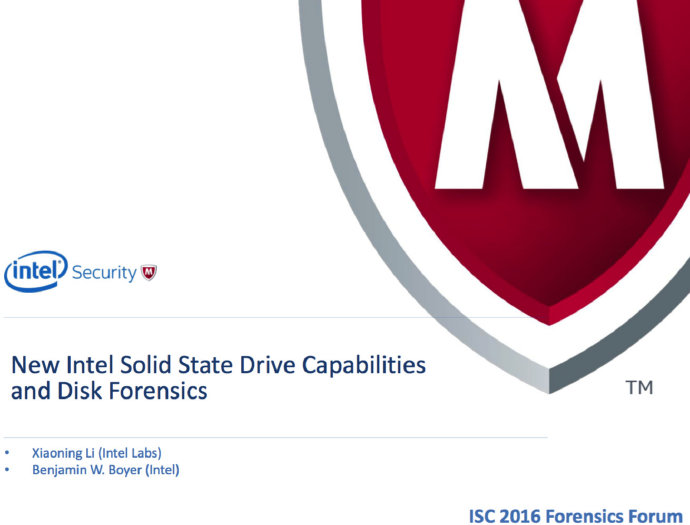 intel Security
New Intel Solid State Drive Capabilities
and Disk Forensics
TM
• Xiaoning Li (Intel Labs)
• Benjamin W. Boyer (Intel)
ISC 2016 Forensics Forum